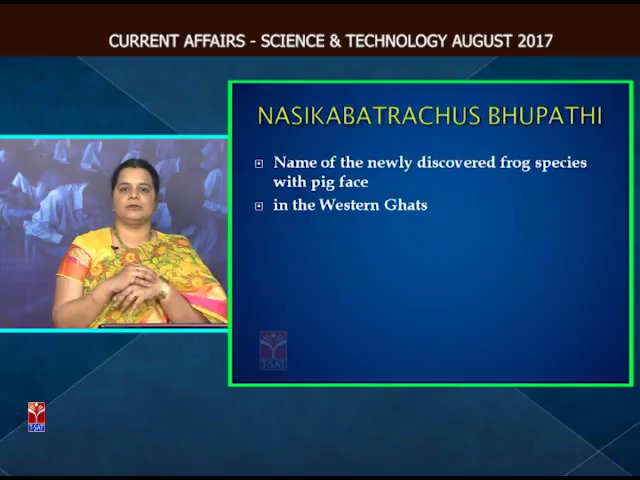 CURRENT AFFAIRS - SCIENCE & TECHNOLOGY AUGUST 2017
NASIKABATRACHUS BHUPATHI
Name of the newly discovered frog species
with pig face
in the Western Ghats
T-SAT
T-SAT